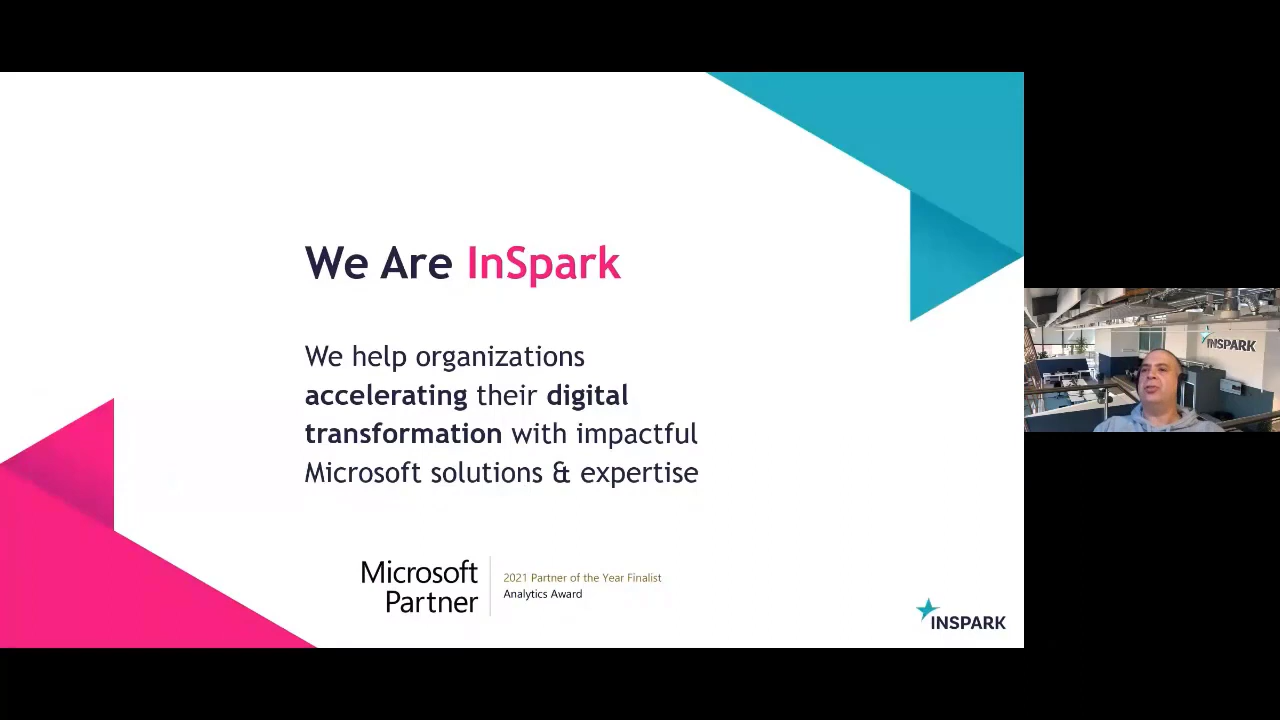 We Are InSpark
We help organizations
accelerating their digital
transformation with impactful
Microsoft solutions & expertise
Microsoft
Partner
2021 Partner of the Year Finalist
Analytics Award
INSPARK
INSPARK